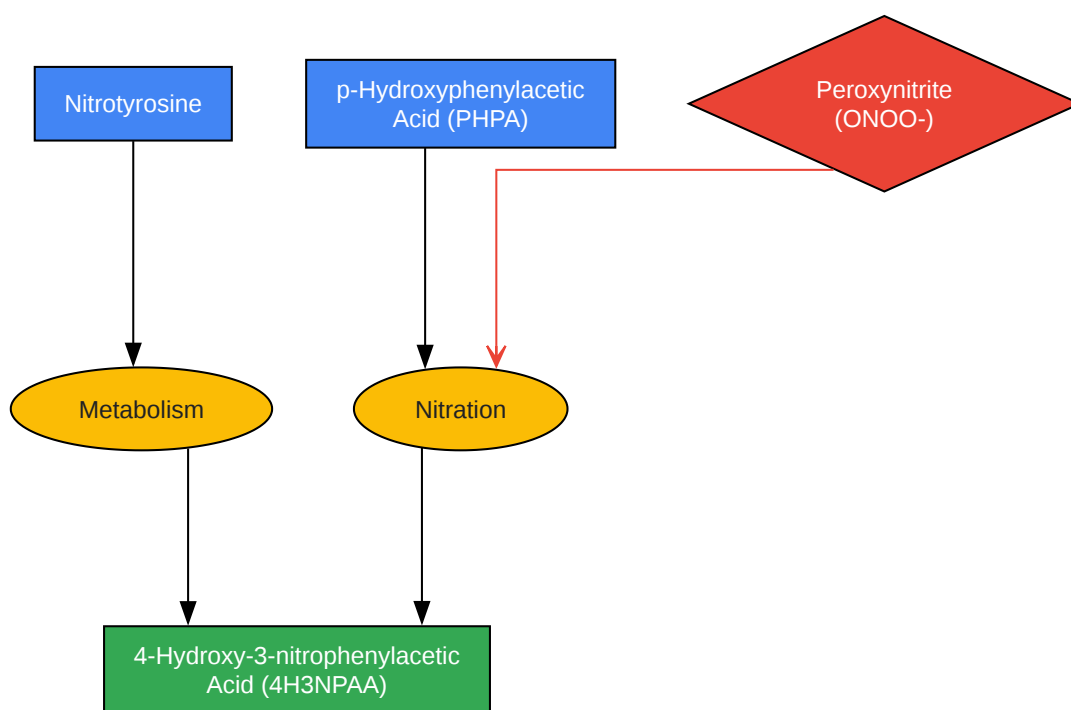 Nitrotyrosine
p-Hydroxyphenylacetic
Acid (PHPA)
Peroxynitrite
(ONOO-)
Metabolism
Nitration
4-Hydroxy-3-nitrophenylacetic
Acid (4H3NPAA)